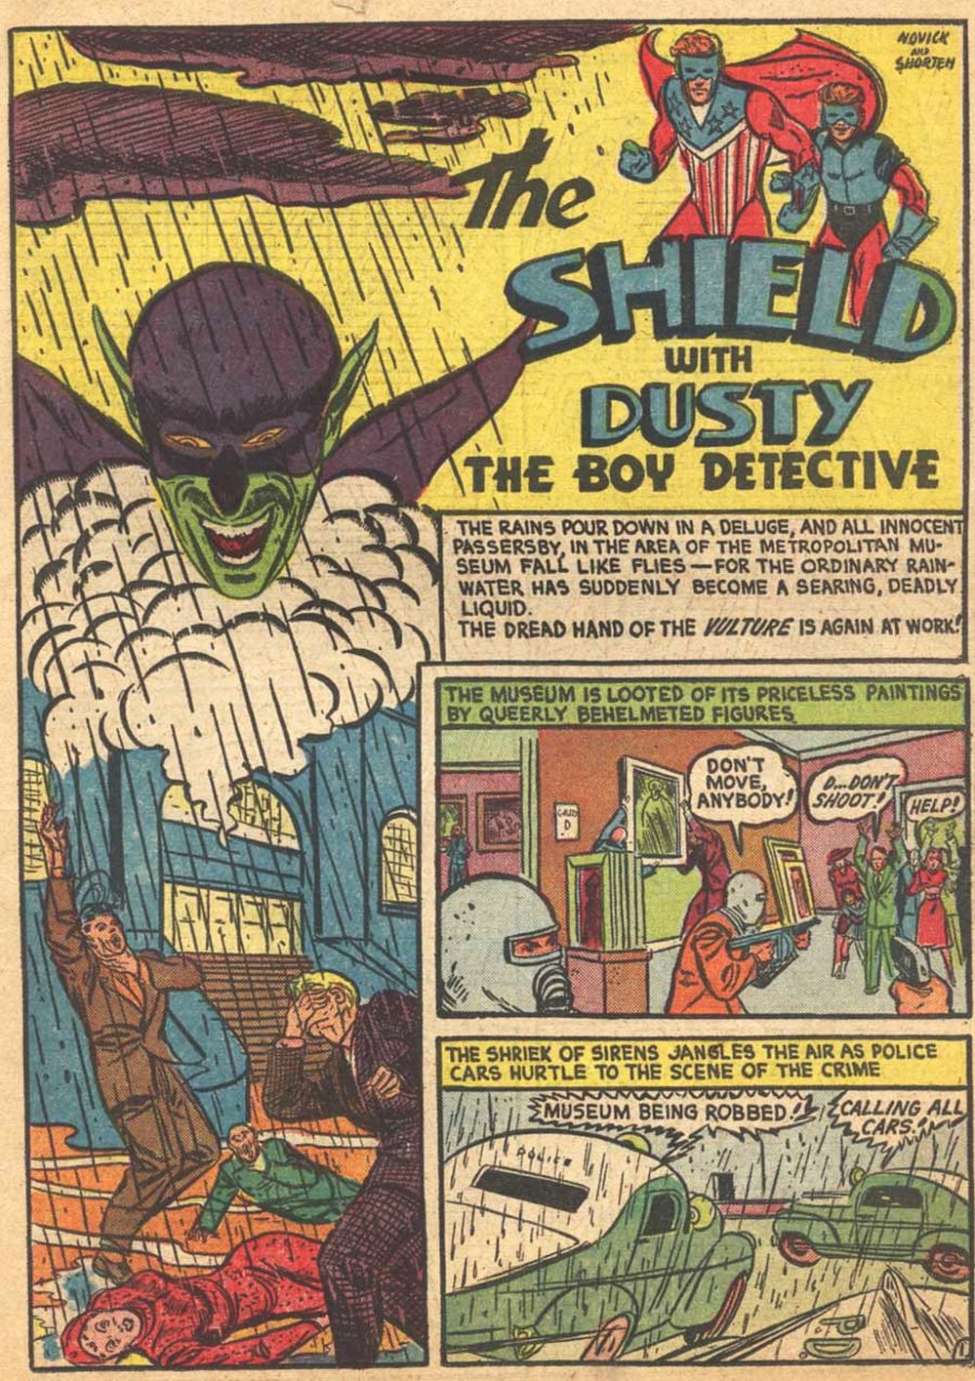 NOVICK
AND
SHORTEN
The
SHIELD
WITH
DUSTY
THE BOY DETECTIVE
THE RAINS POUR DOWN IN A DELUGE, AND ALL INNOCENT
PASSERSBY, IN THE AREA OF THE METROPOLITAN MU-
SEUM FALL LIKE FLIES—FOR THE ORDINARY RAIN-
WATER HAS SUDDENLY BECOME A SEARING, DEADLY
LIQUID.
THE DREAD HAND OF THE VULTURE IS AGAIN AT WORK!
THE MUSEUM IS LOOTED OF ITS PRICELESS PAINTINGS
BY QUEERLY BEHELMETED FIGURES
DON'T
MOVE,
ANYBODY!
D...DON'T
SHOOT!
HELP!
D
THE SHRIEK OF SIRENS JANGLES THE AIR AS POLICE
CARS HURTLE TO THE SCENE OF THE CRIME
MUSEUM BEING ROBBED!!
CALLING ALL
CARS!
POLICE
1